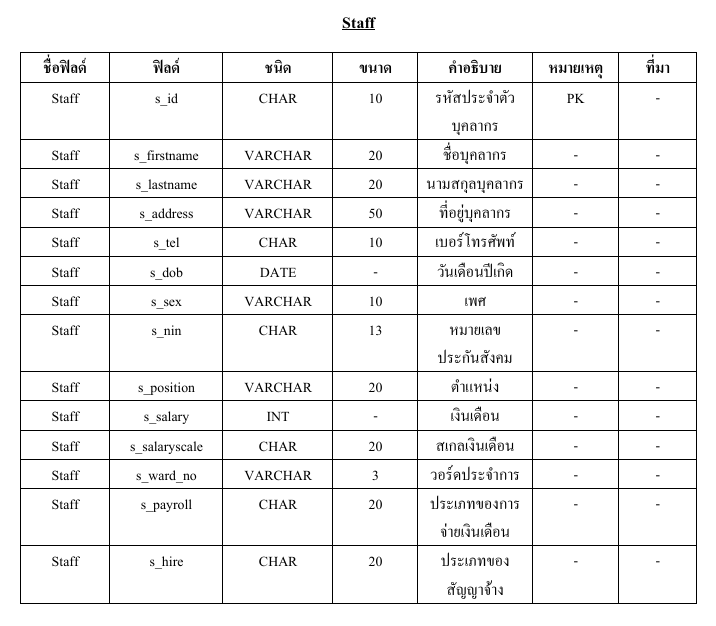 Staff
ชื่อฟิลด์ ฟิลด์ ชนิด ขนาด คำอธิบาย หมายเหตุ ที่มา
Staff s_id CHAR 10 รหัสประจำตัว PK -
บุคลากร
Staff s_firstname VARCHAR 20 ชื่อบุคลากร - -
Staff s_lastname VARCHAR 20 นามสกุลบุคลากร - -
Staff s_address VARCHAR 50 ที่อยู่บุคลากร - -
Staff s_tel CHAR 10 เบอร์โทรศัพท์ - -
Staff s_dob DATE - วันเดือนปีเกิด - -
Staff s_sex VARCHAR 10 เพศ - -
Staff s_nin CHAR 13 หมายเลข - -
ประกันสังคม
Staff s_position VARCHAR 20 ตำแหน่ง - -
Staff s_salary INT - เงินเดือน - -
Staff s_salaryscale CHAR 20 สเกลเงินเดือน - -
Staff s_ward_no VARCHAR 3 วอร์ดประจำการ - -
Staff s_payroll CHAR 20 ประเภทของการ - -
จ่ายเงินเดือน
Staff s_hire CHAR 20 ประเภทของ - -
สัญญาจ้าง